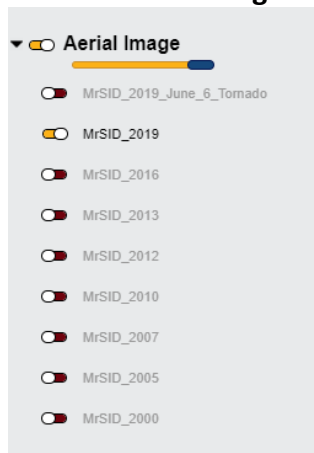 Aerial Image
MrSID_2019_June_6_Tornado
MrSID_2019
MrSID_2016
MrSID_2013
MrSID_2012
MrSID_2010
MrSID_2007
MrSID_2005
MrSID_2000